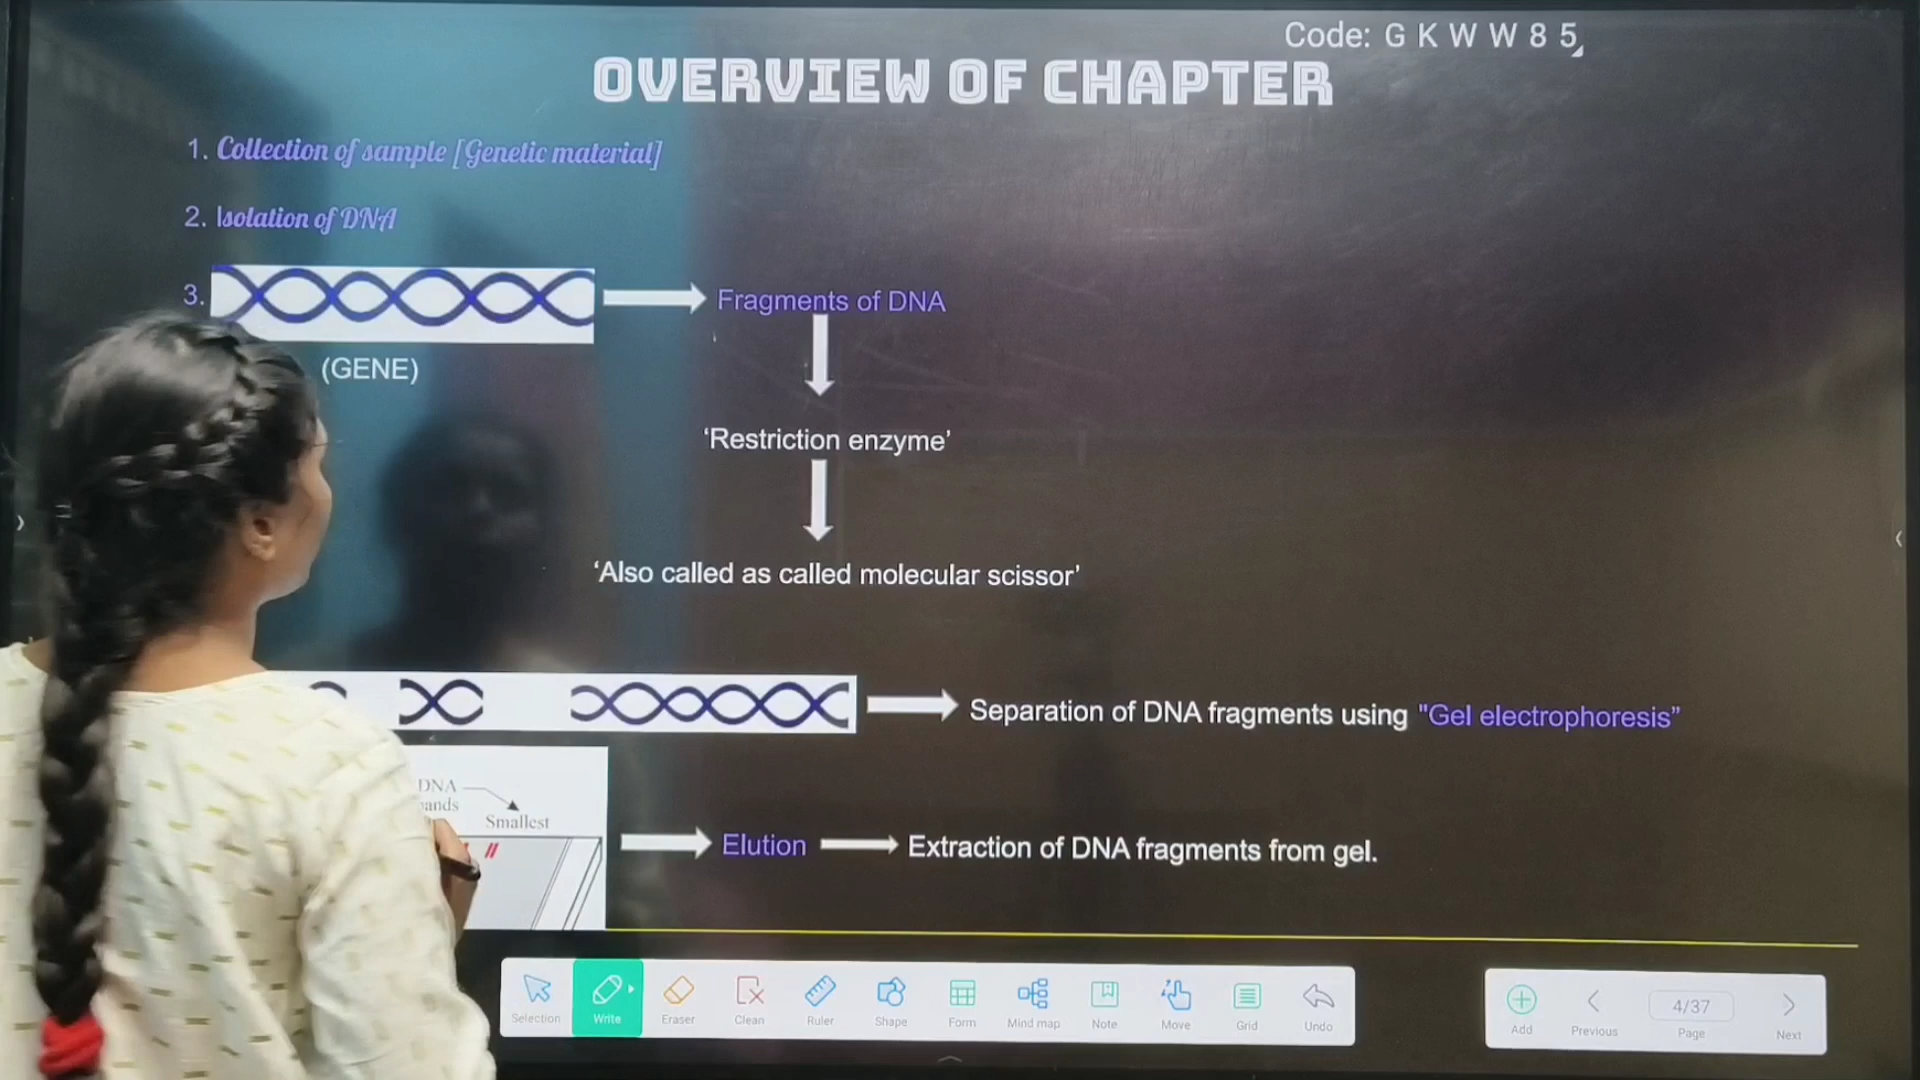 Code: G K W W 8 5
OVERVIEW OF CHAPTER
1. Collection of sample [Genetic material]
2. Isolation of DNA
3.
Fragments of DNA
(GENE)
‘Restriction enzyme’
‘Also called as called molecular scissor’
Separation of DNA fragments using "Gel electrophoresis”
DNA
Smallest
Elution
Extraction of DNA fragments from gel.
Selection
Write
Eraser
Clean
Ruler
Shape
Form
Mind map
Note
Move
Grid
Undo
Add
Previous
4/37
Page
Next